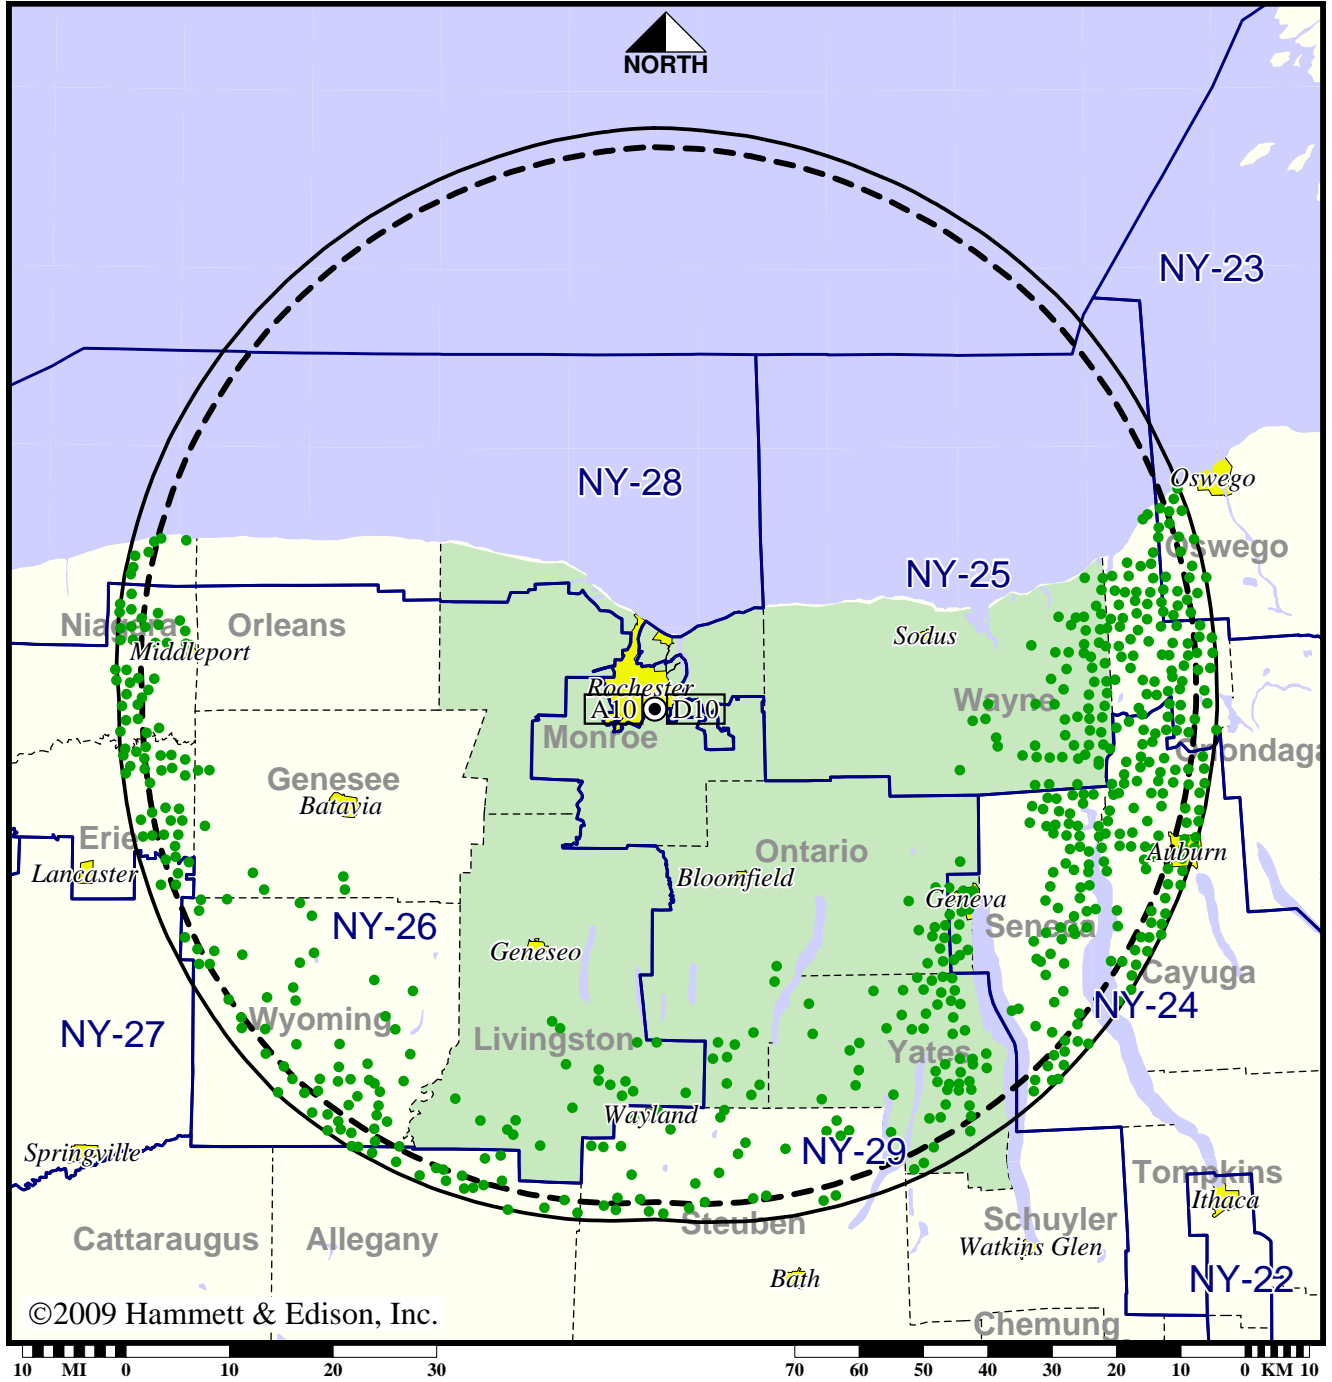 NORTH
NY-23
NY-28
Oswego
Oswego
NY-25
Niagara
Orleans
Sodus
Middleport
Rochester
A10
D10
Wayne
Monroe
Onondaga
Genesee
Batavia
Erie
Ontario
Auburn
Lancaster
Bloomfield
Geneva
NY-26
Seneca
Geneseo
Cayuga
NY-24
Wyoming
NY-27
Livingston
Yates
Wayland
Springville
NY-29
Tompkins
Ithaca
Steuben
Schuyler
Cattaraugus
Allegany
Watkins Glen
Bath
NY-22
©2009 Hammett & Edison, Inc.
Chemung
10 MI 0 10 20 30
70 60 50 40 30 20 10 0 KM 10